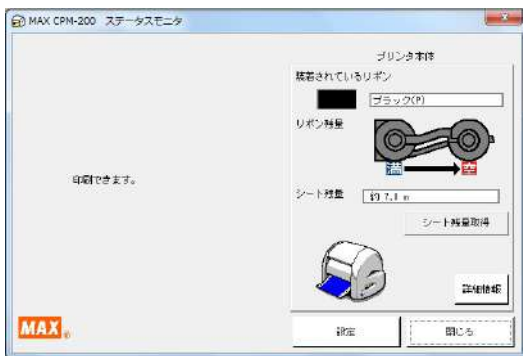 MAX CPM-200 ステータスモニタ
プリンタ本体
装着されているリボン
ブラック(P)
リボン残量
満
空
印刷できます。
シート残量
約 7.1 m
シート残量取得
詳細情報
MAX
設定
閉じる